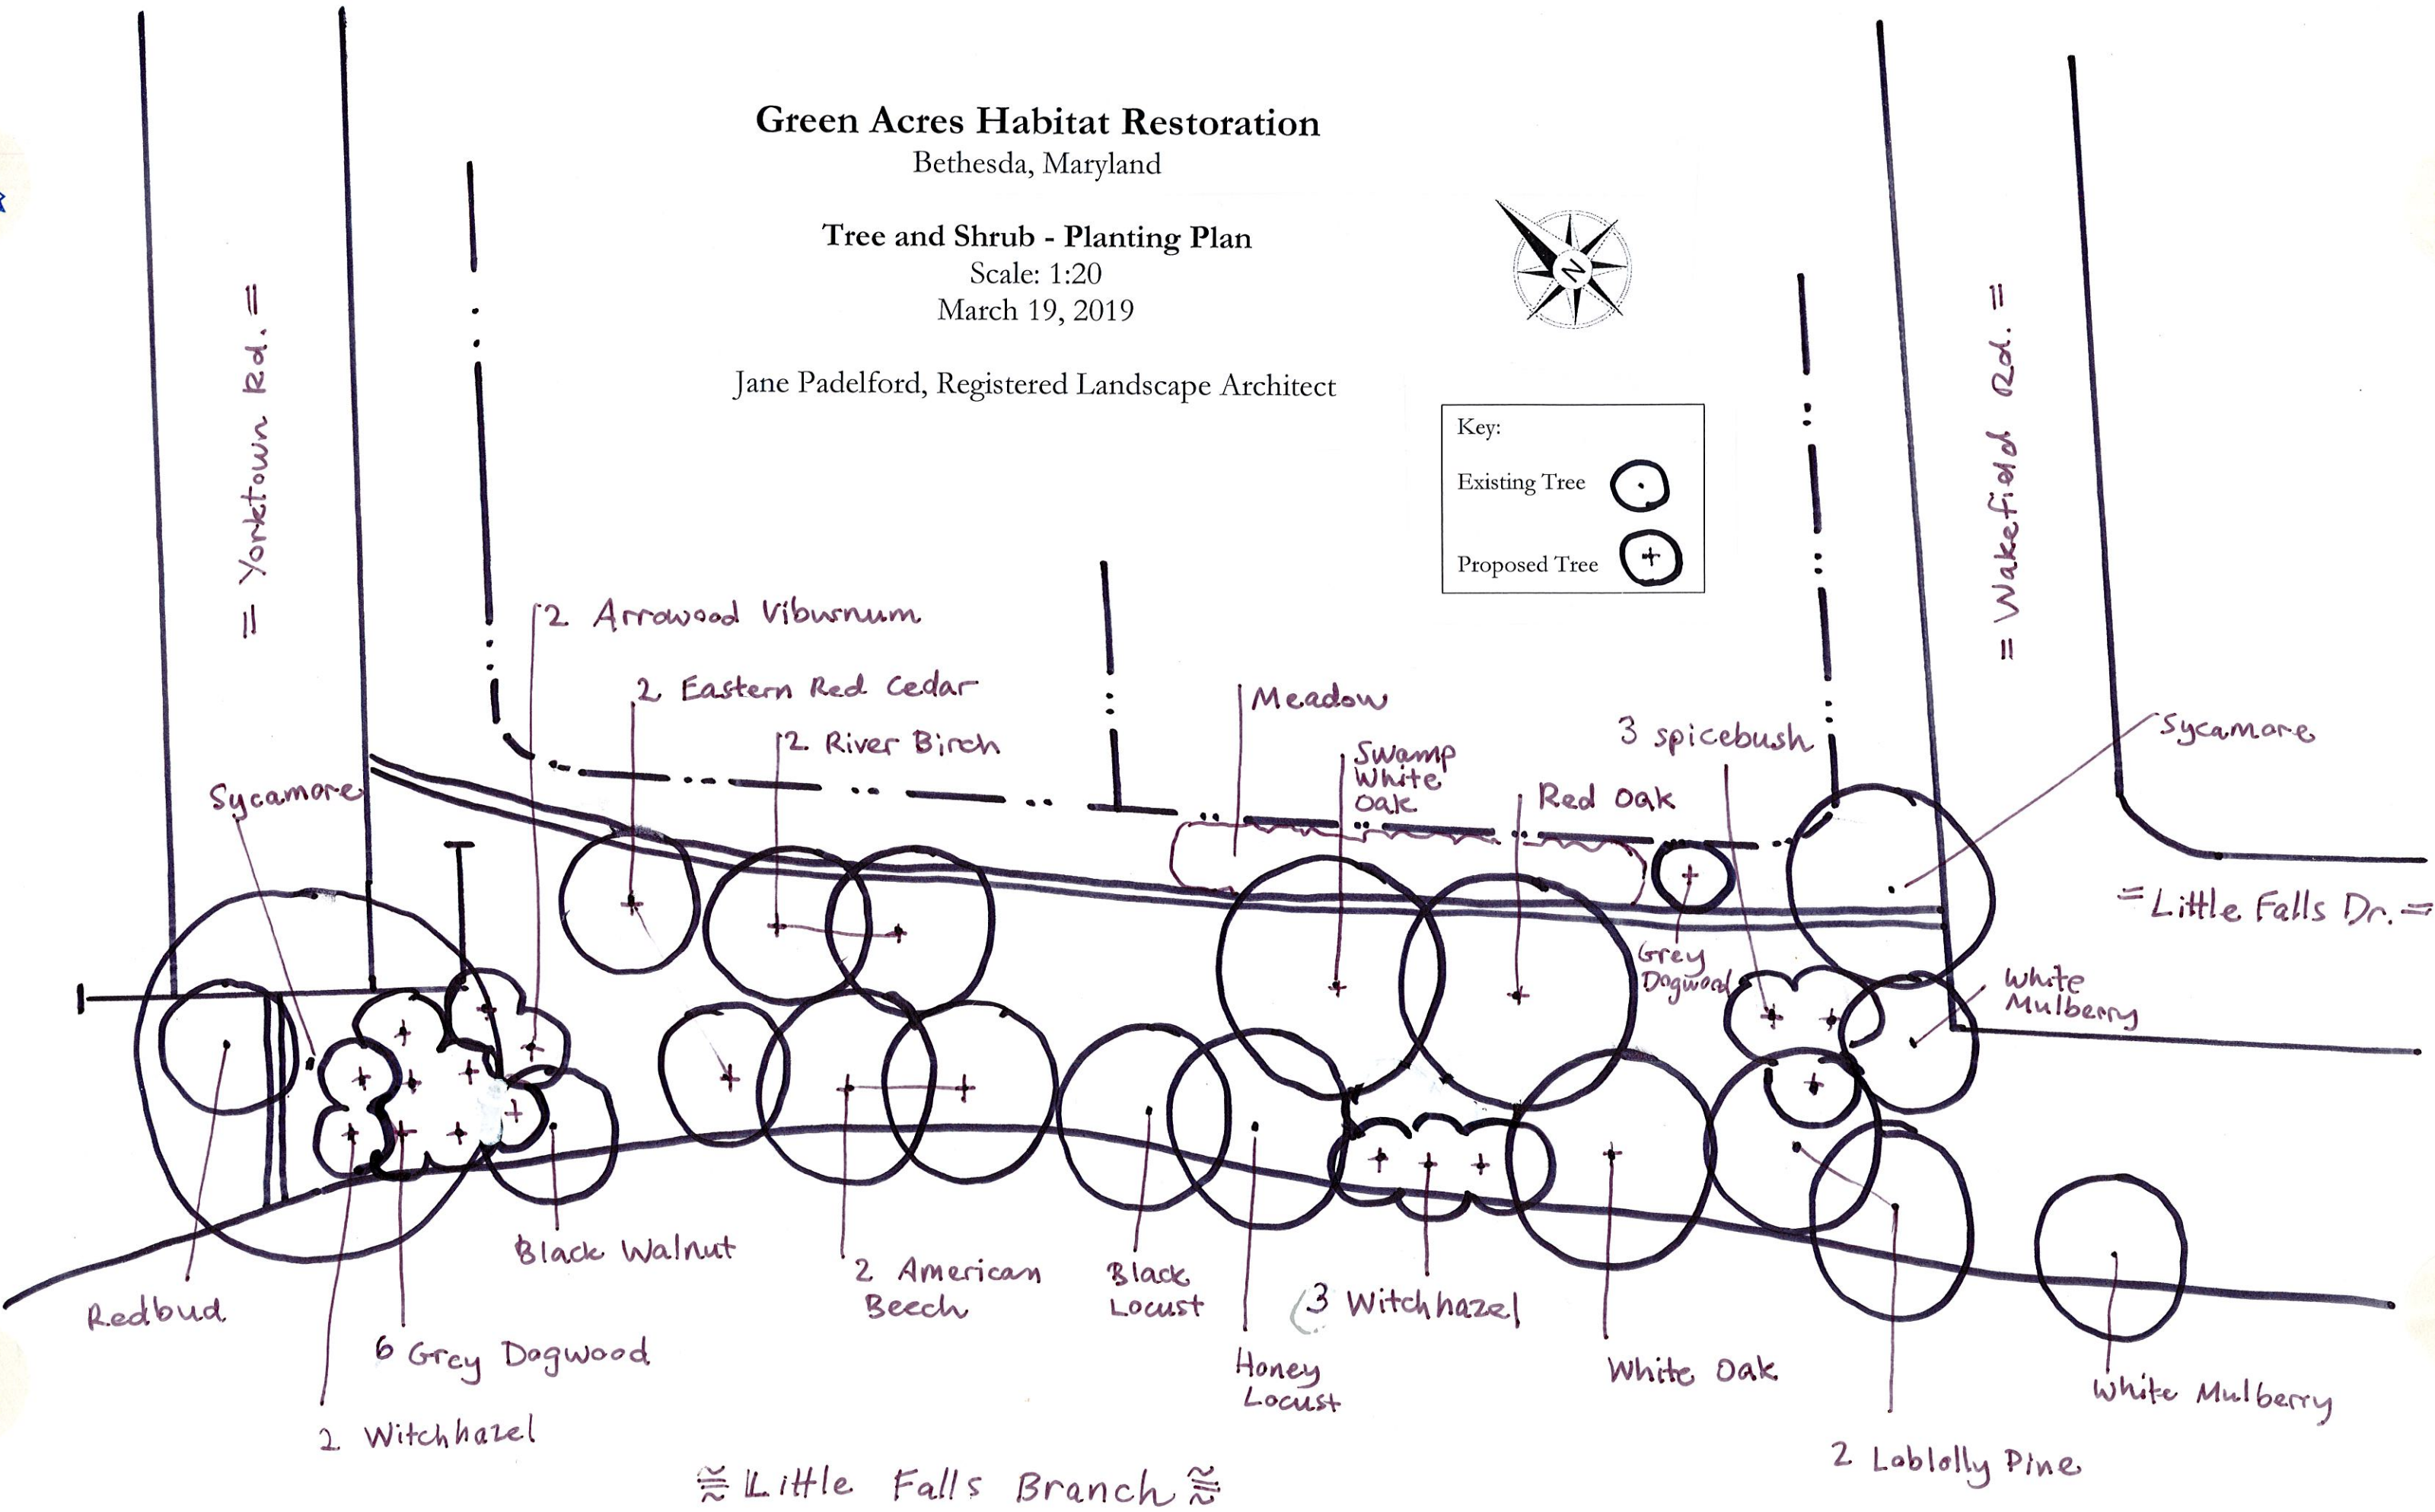 Green Acres Habitat Restoration
Bethesda, Maryland
Tree and Shrub - Planting Plan
Scale: 1:20
March 19, 2019
Jane Padelford, Registered Landscape Architect
N
Key:
Existing Tree
Proposed Tree
= Yorktown Rd. =
= Wakefield Rd. =
2 Arrowood Viburnum
2 Eastern Red Cedar
2 River Birch
Meadow
Swamp
White
Oak
Red Oak
3 spicebush
Sycamore
Sycamore
= Little Falls Dr. =
Grey
Dogwood
White
Mulberry
Redbud
Black Walnut
2 American
Beech
Black
Locust
3 Witchhazel
6 Grey Dogwood
Honey
Locust
White Oak
White Mulberry
2 Witchhazel
2 Loblolly Pine
≋ Little Falls Branch ≋